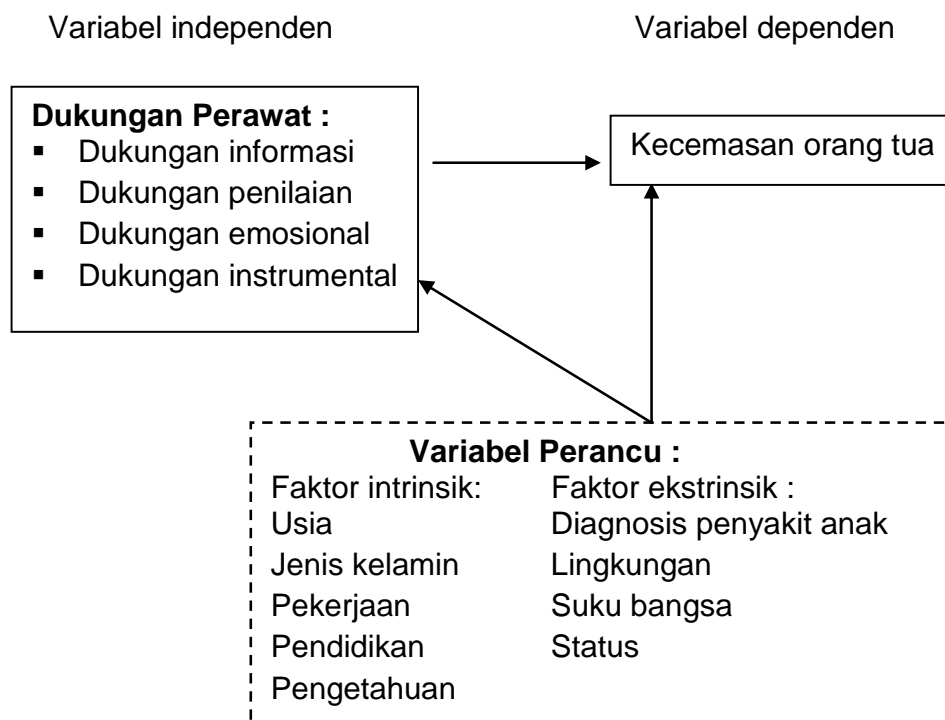 Variabel independen
Variabel dependen
Dukungan Perawat :
▪ Dukungan informasi
▪ Dukungan penilaian
▪ Dukungan emosional
▪ Dukungan instrumental
Kecemasan orang tua
Variabel Perancu :
Faktor intrinsik: Faktor ekstrinsik :
Usia Diagnosis penyakit anak
Jenis kelamin Lingkungan
Pekerjaan Suku bangsa
Pendidikan Status
Pengetahuan